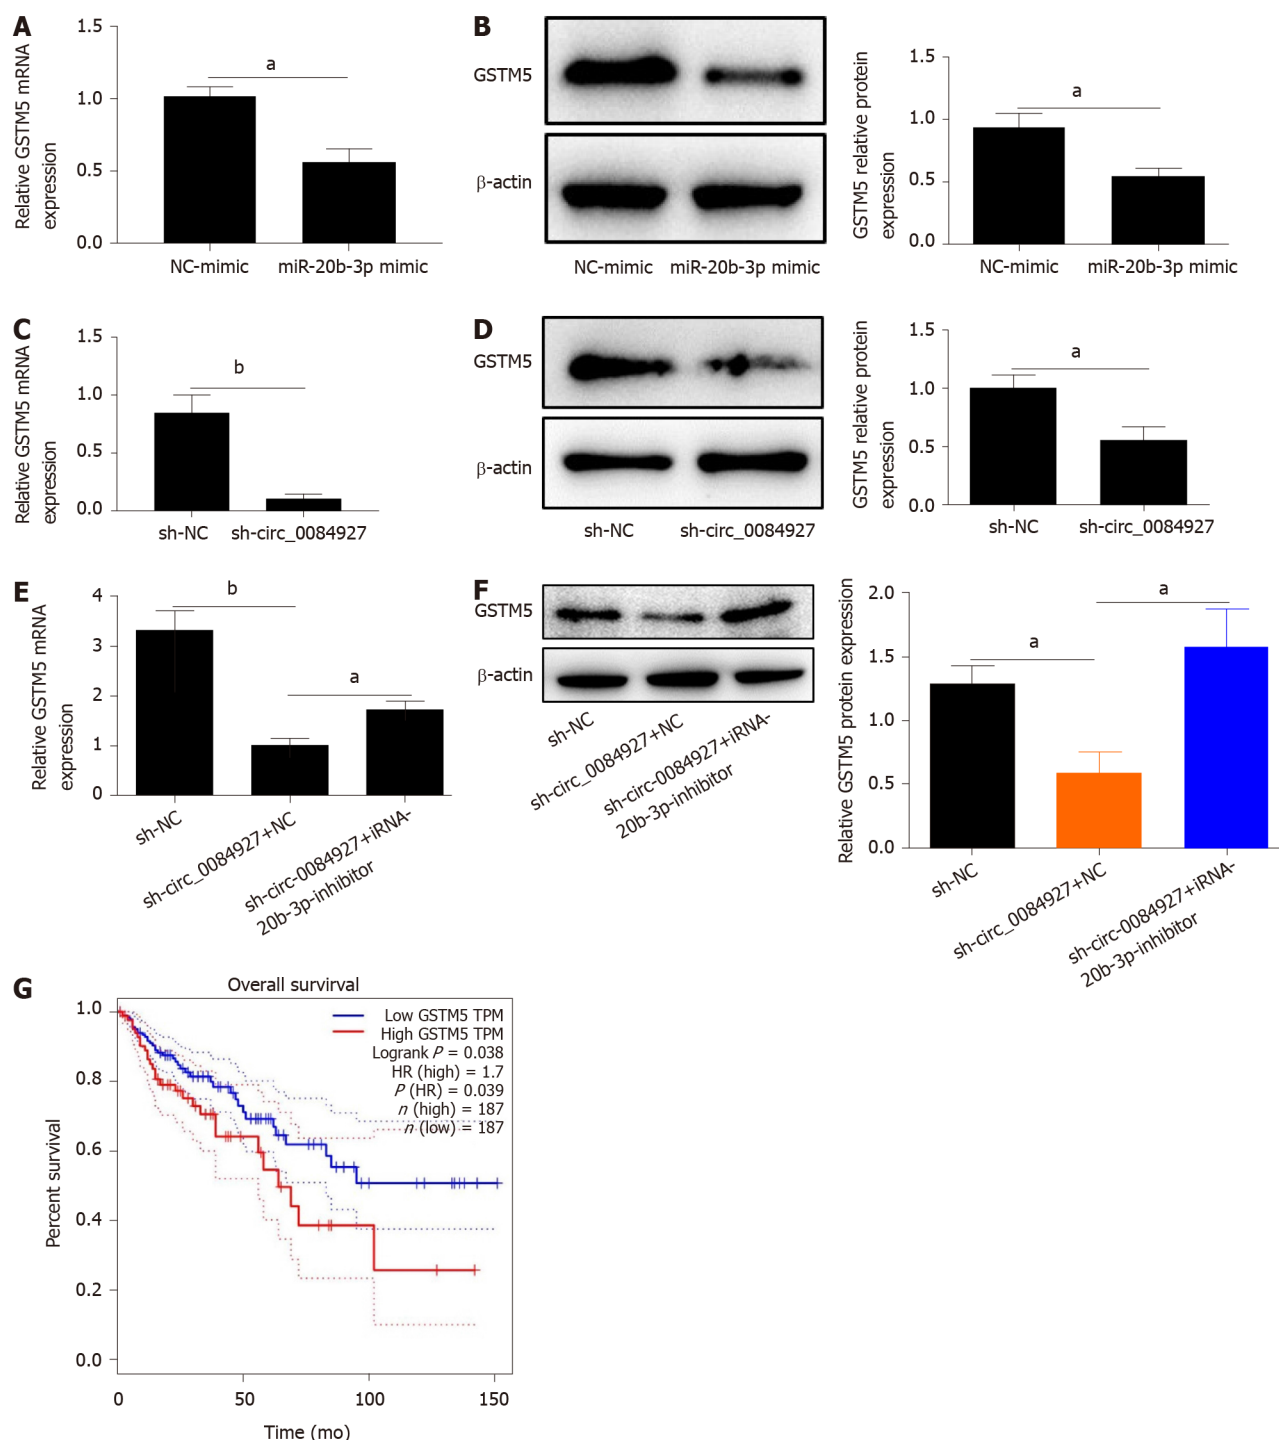 A
Relative GSTM5 mRNA
expression
1.5
1.0
0.5
0.0
a
NC-mimic
miR-20b-3p mimic
B
GSTM5
β-actin
NC-mimic
miR-20b-3p mimic
GSTM5 relative protein
expression
1.5
1.0
0.5
0.0
a
NC-mimic
miR-20b-3p mimic
C
Relative GSTM5 mRNA
expression
1.5
1.0
0.5
0.0
b
sh-NC
sh-circ_0084927
D
GSTM5
β-actin
sh-NC
sh-circ_0084927
GSTM5 relative protein
expression
1.5
1.0
0.5
0.0
a
sh-NC
sh-circ_0084927
E
Relative GSTM5 mRNA
expression
4
3
2
1
0
b
a
sh-NC
sh-circ_0084927+NC
sh-circ-0084927+iRNA-
20b-3p-inhibitor
F
GSTM5
β-actin
sh-NC
sh-circ_0084927+NC
sh-circ-0084927+iRNA-
20b-3p-inhibitor
Relative GSTM5 protein expression
2.0
1.5
1.0
0.5
0.0
a
a
sh-NC
sh-circ_0084927+NC
sh-circ-0084927+iRNA-
20b-3p-inhibitor
G
Overall survirval
Percent survival
1.0
0.8
0.6
0.4
0.2
0.0
Low GSTM5 TPM
High GSTM5 TPM
Logrank P = 0.038
HR (high) = 1.7
P (HR) = 0.039
n (high) = 187
n (low) = 187
0
50
100
150
Time (mo)